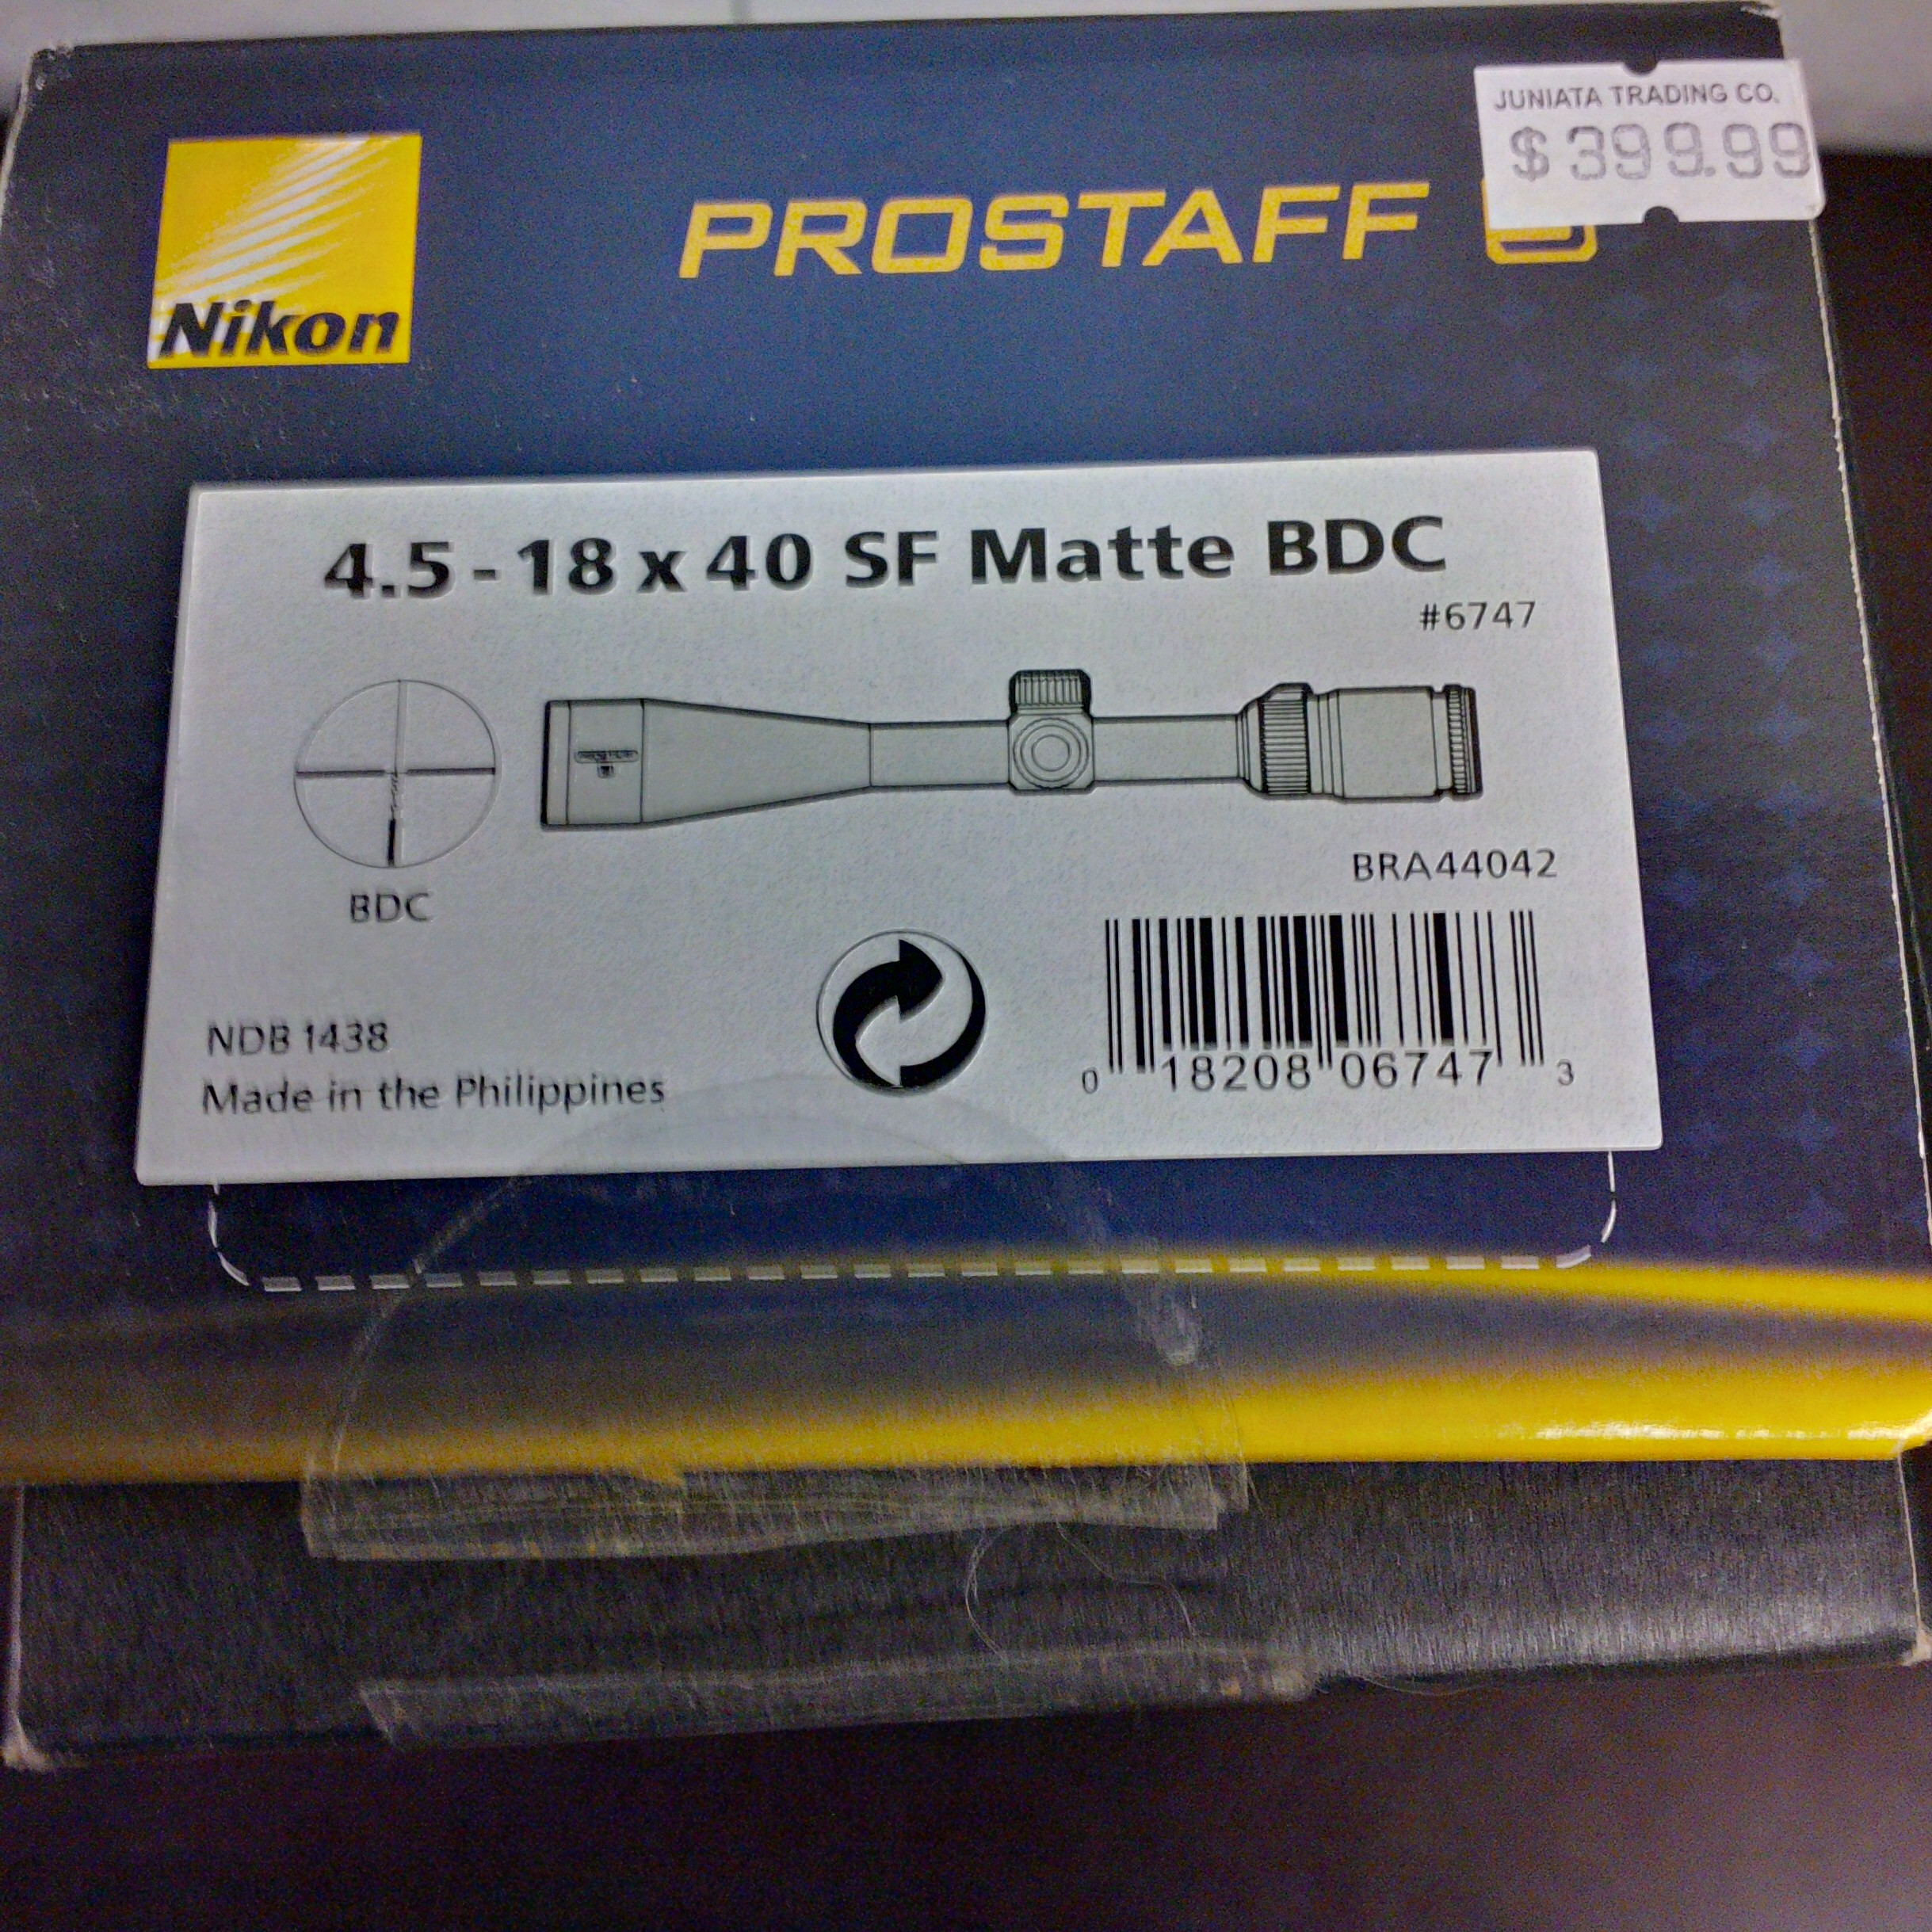 JUNIATA TRADING CO.
$399.99
Nikon
PROSTAFF
4.5-18 x 40 SF Matte BDC
#6747
BRA44042
BDC
NDB 1438
Made in the Philippines
0 18208 06747 3